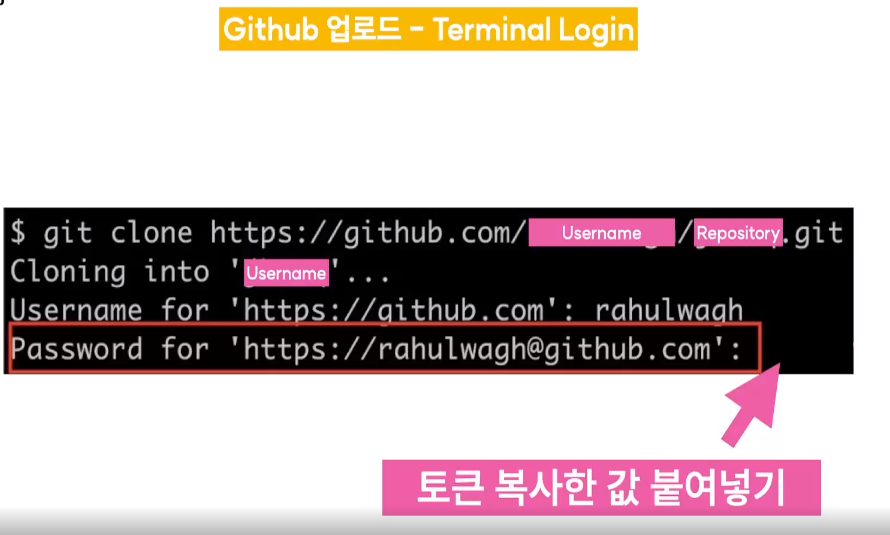 Github 업로드 - Terminal Login
$ git clone https://github.com/Username/Repository.git
Cloning into 'Username'...
Username for 'https://github.com': rahulwagh
Password for 'https://rahulwagh@github.com':
토큰 복사한 값 붙여넣기